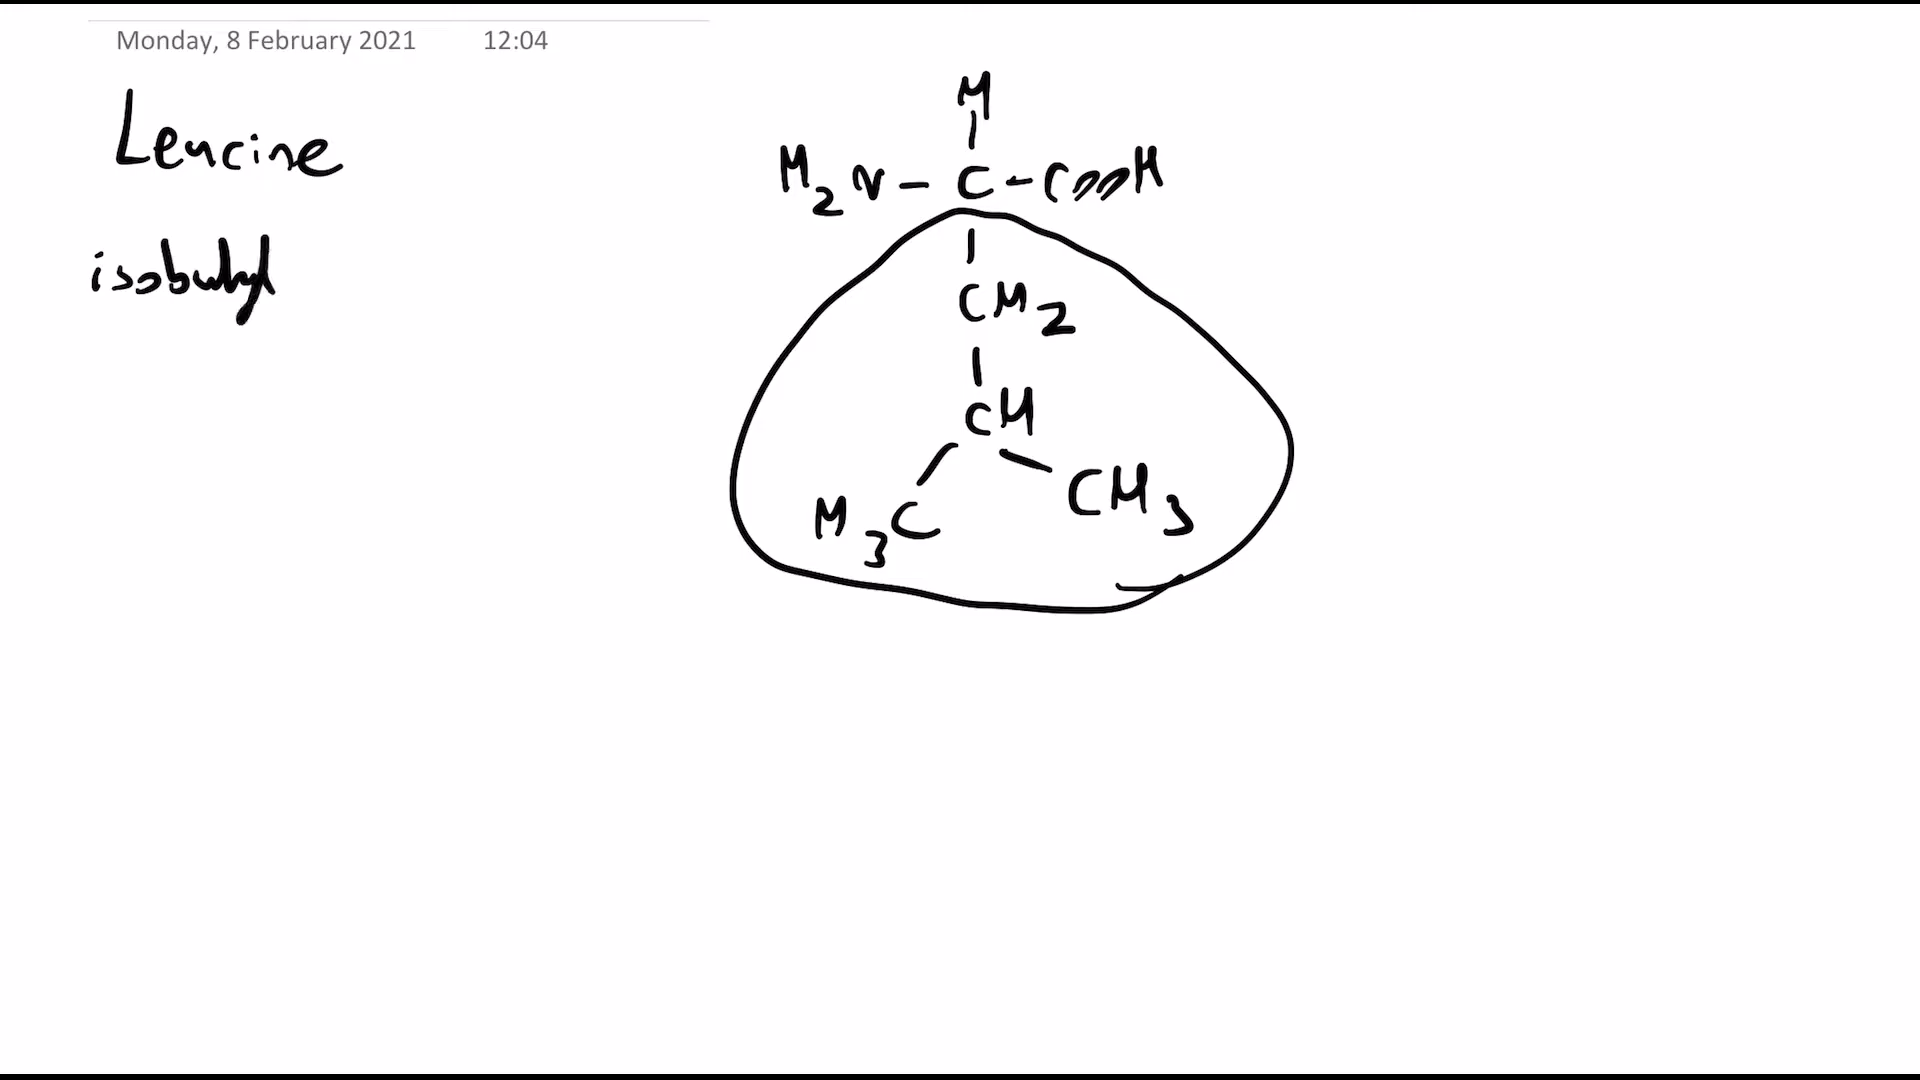 Monday, 8 February 2021 12:04
Leucine
isobutyl
H
H2N - C - COOH
CH2
CH
H3C CH3